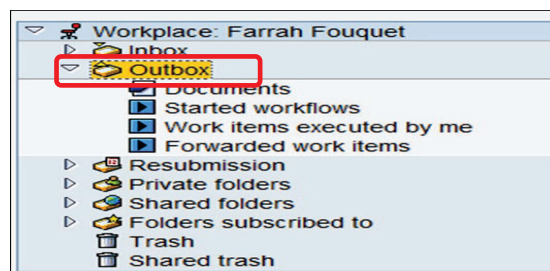 Workplace: Farrah Fouquet
Inbox
Outbox
Documents
Started workflows
Work items executed by me
Forwarded work items
Resubmission
Private folders
Shared folders
Folders subscribed to
Trash
Shared trash